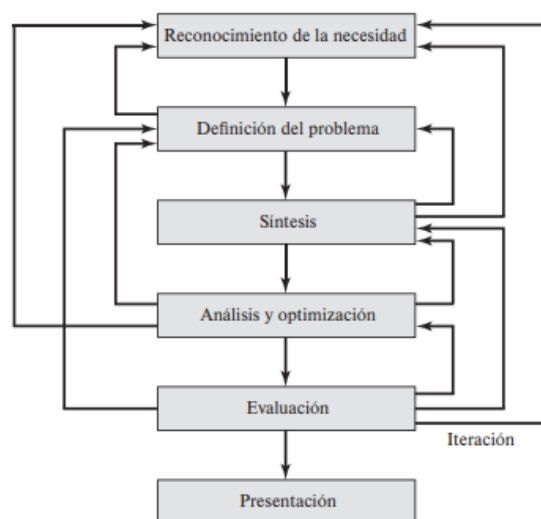 Reconocimiento de la necesidad
Definición del problema
Síntesis
Análisis y optimización
Evaluación
Iteración
Presentación